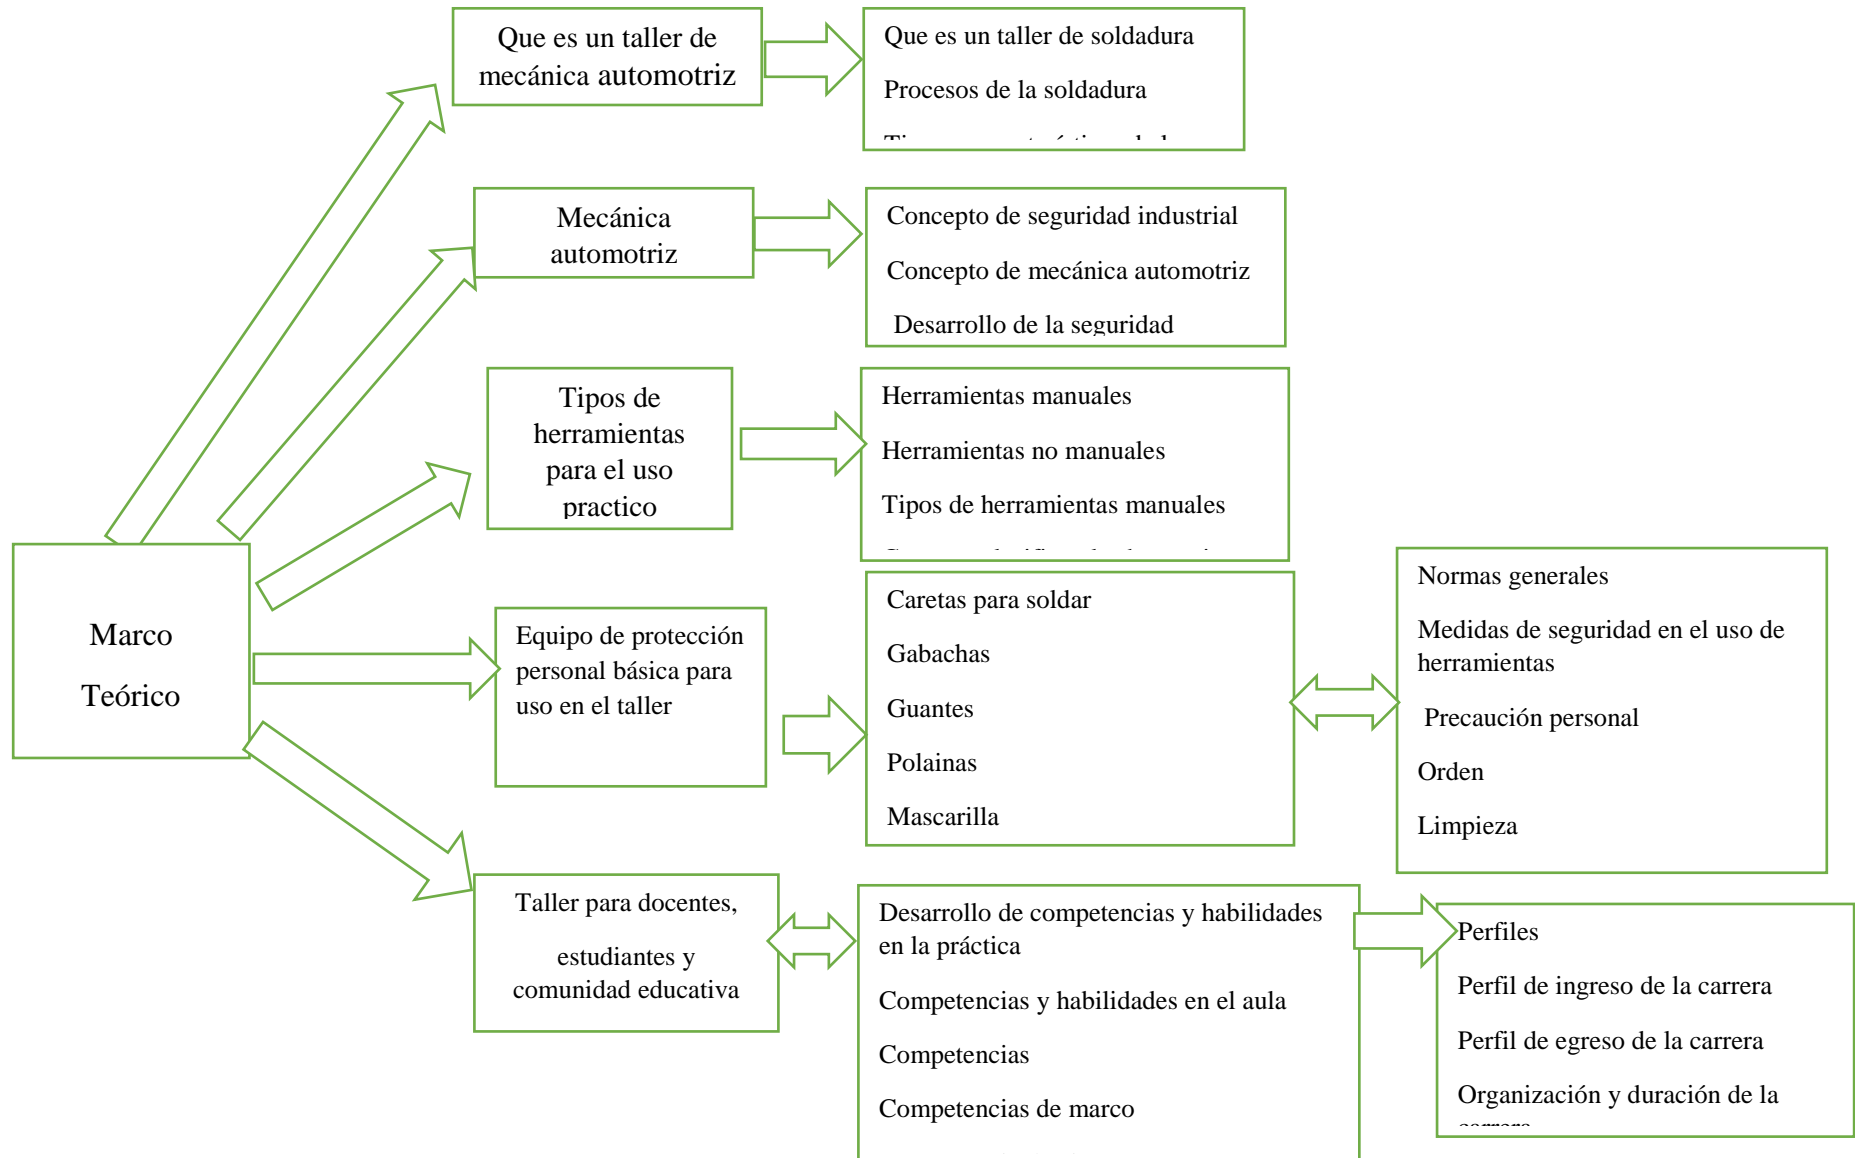 Que es un taller de
mecánica automotriz
Que es un taller de soldadura
Procesos de la soldadura
Mecánica
automotriz
Concepto de seguridad industrial
Concepto de mecánica automotriz
Desarrollo de la seguridad
Tipos de
herramientas
para el uso
practico
Herramientas manuales
Herramientas no manuales
Tipos de herramientas manuales
Marco
Teórico
Equipo de protección
personal básica para
uso en el taller
Caretas para soldar
Gabachas
Guantes
Polainas
Mascarilla
Normas generales
Medidas de seguridad en el uso de
herramientas
Precaución personal
Orden
Limpieza
Taller para docentes,
estudiantes y
comunidad educativa
Desarrollo de competencias y habilidades
en la práctica
Competencias y habilidades en el aula
Competencias
Competencias de marco
Perfiles
Perfil de ingreso de la carrera
Perfil de egreso de la carrera
Organización y duración de la